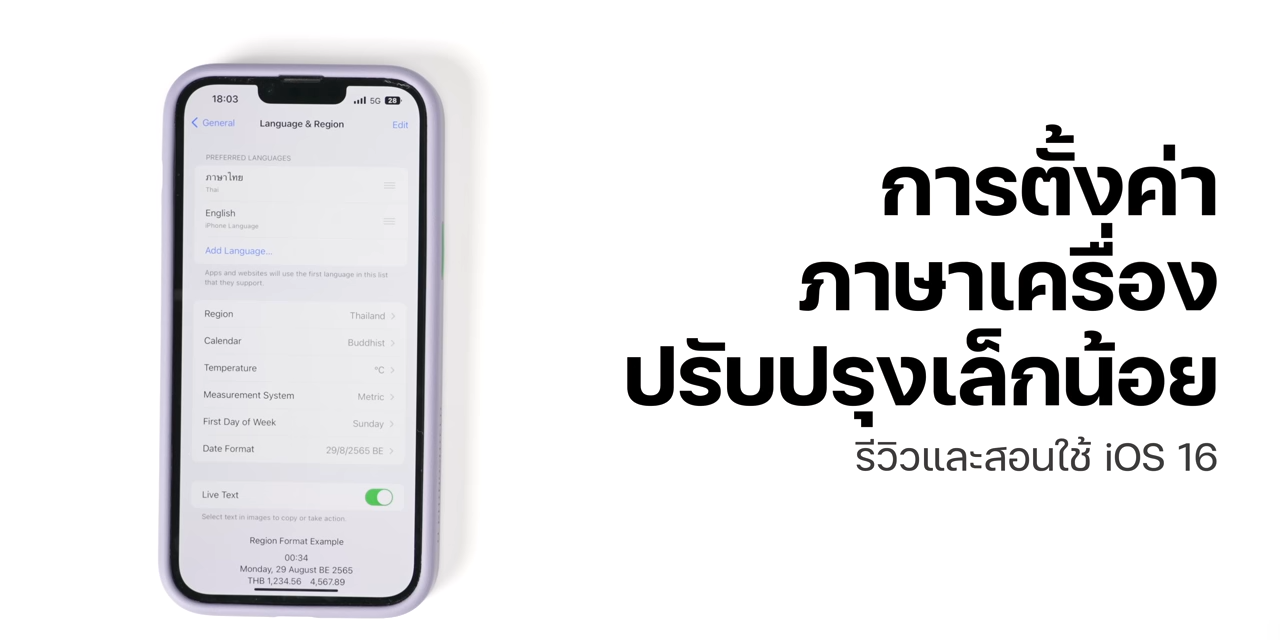 18:03
5G 28
General
Language & Region
Edit
PREFERRED LANGUAGES
ภาษาไทย
Thai
English
iPhone Language
Add Language...
Apps and websites will use the first language in this list
that they support.
Region Thailand
Calendar Buddhist
Temperature °C
Measurement System Metric
First Day of Week Sunday
Date Format 29/8/2565 BE
Live Text
Select text in images to copy or take action.
Region Format Example
00:34
Monday, 29 August BE 2565
THB 1,234.56 4,567.89
การตั้งค่า
ภาษาเครื่อง
ปรับปรุงเล็กน้อย
รีวิวและสอนใช้ iOS 16